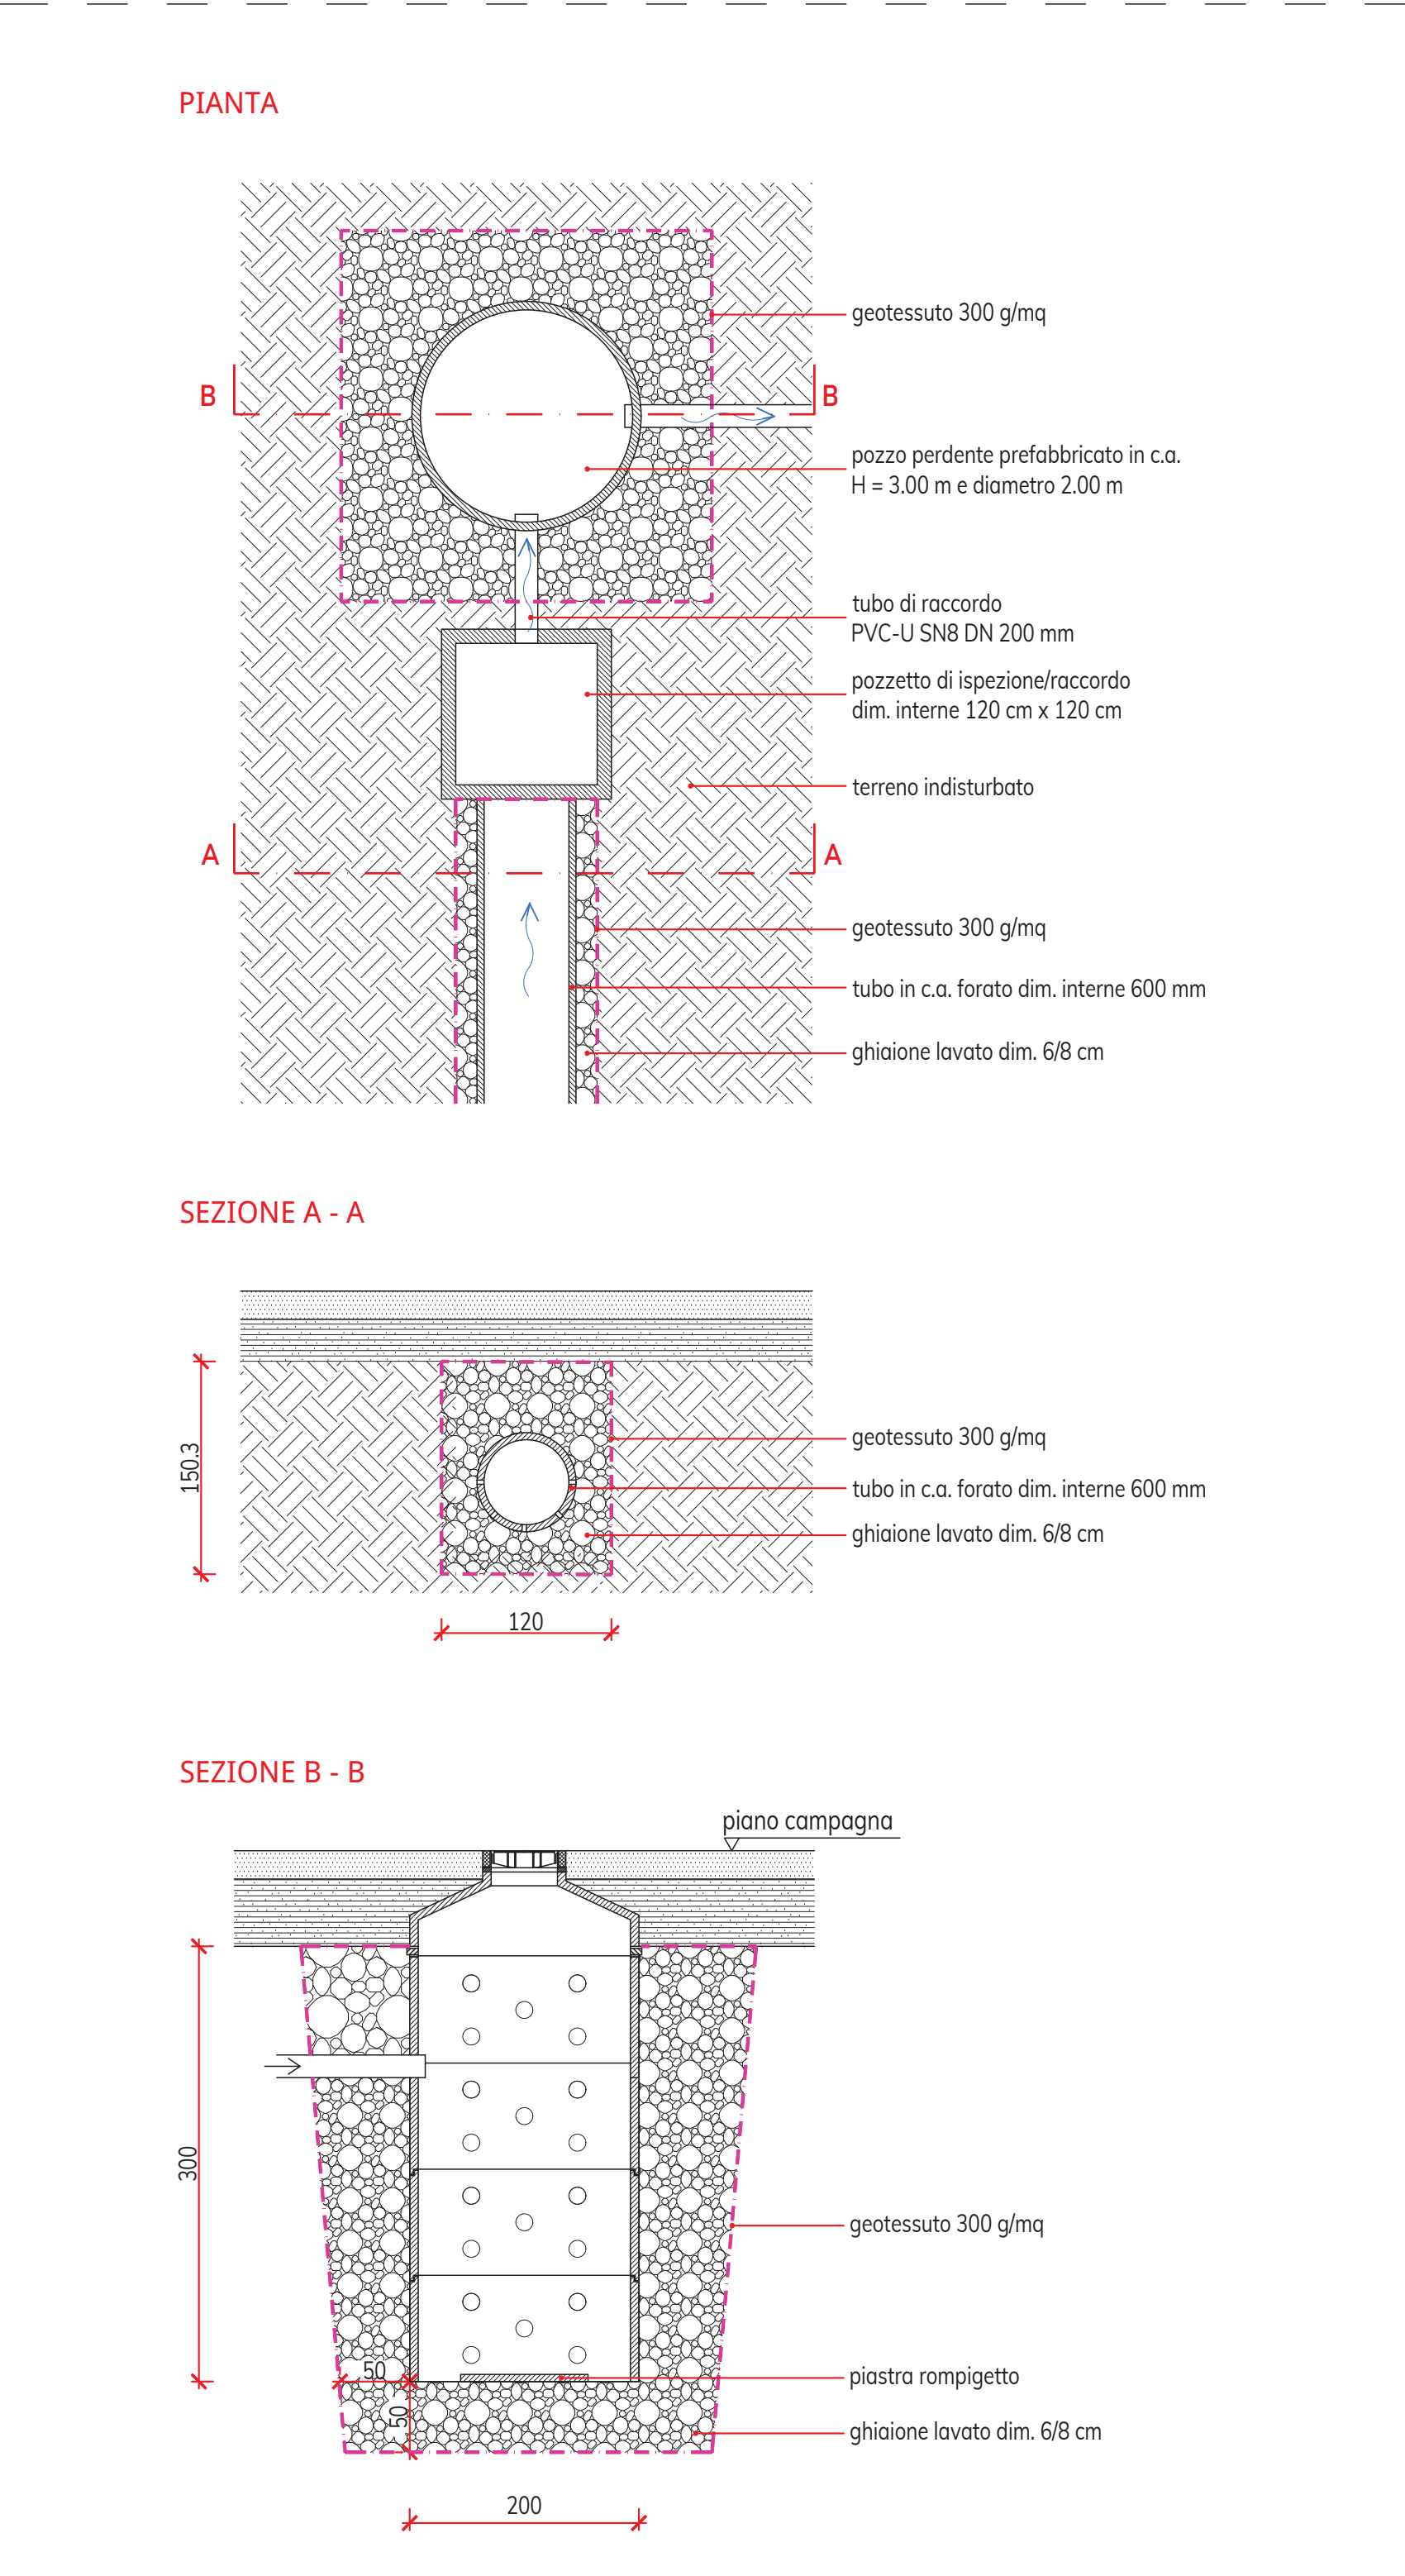 PIANTA
geotessuto 300 g/mq
B
B
pozzo perdente prefabbricato in c.a.
H = 3.00 m e diametro 2.00 m
tubo di raccordo
PVC-U SN8 DN 200 mm
pozzetto di ispezione/raccordo
dim. interne 120 cm x 120 cm
terreno indisturbato
A
A
geotessuto 300 g/mq
tubo in c.a. forato dim. interne 600 mm
ghiaione lavato dim. 6/8 cm
SEZIONE A - A
150.3
geotessuto 300 g/mq
tubo in c.a. forato dim. interne 600 mm
ghiaione lavato dim. 6/8 cm
120
SEZIONE B - B
piano campagna
300
geotessuto 300 g/mq
50
piastra rompigetto
50
ghiaione lavato dim. 6/8 cm
200